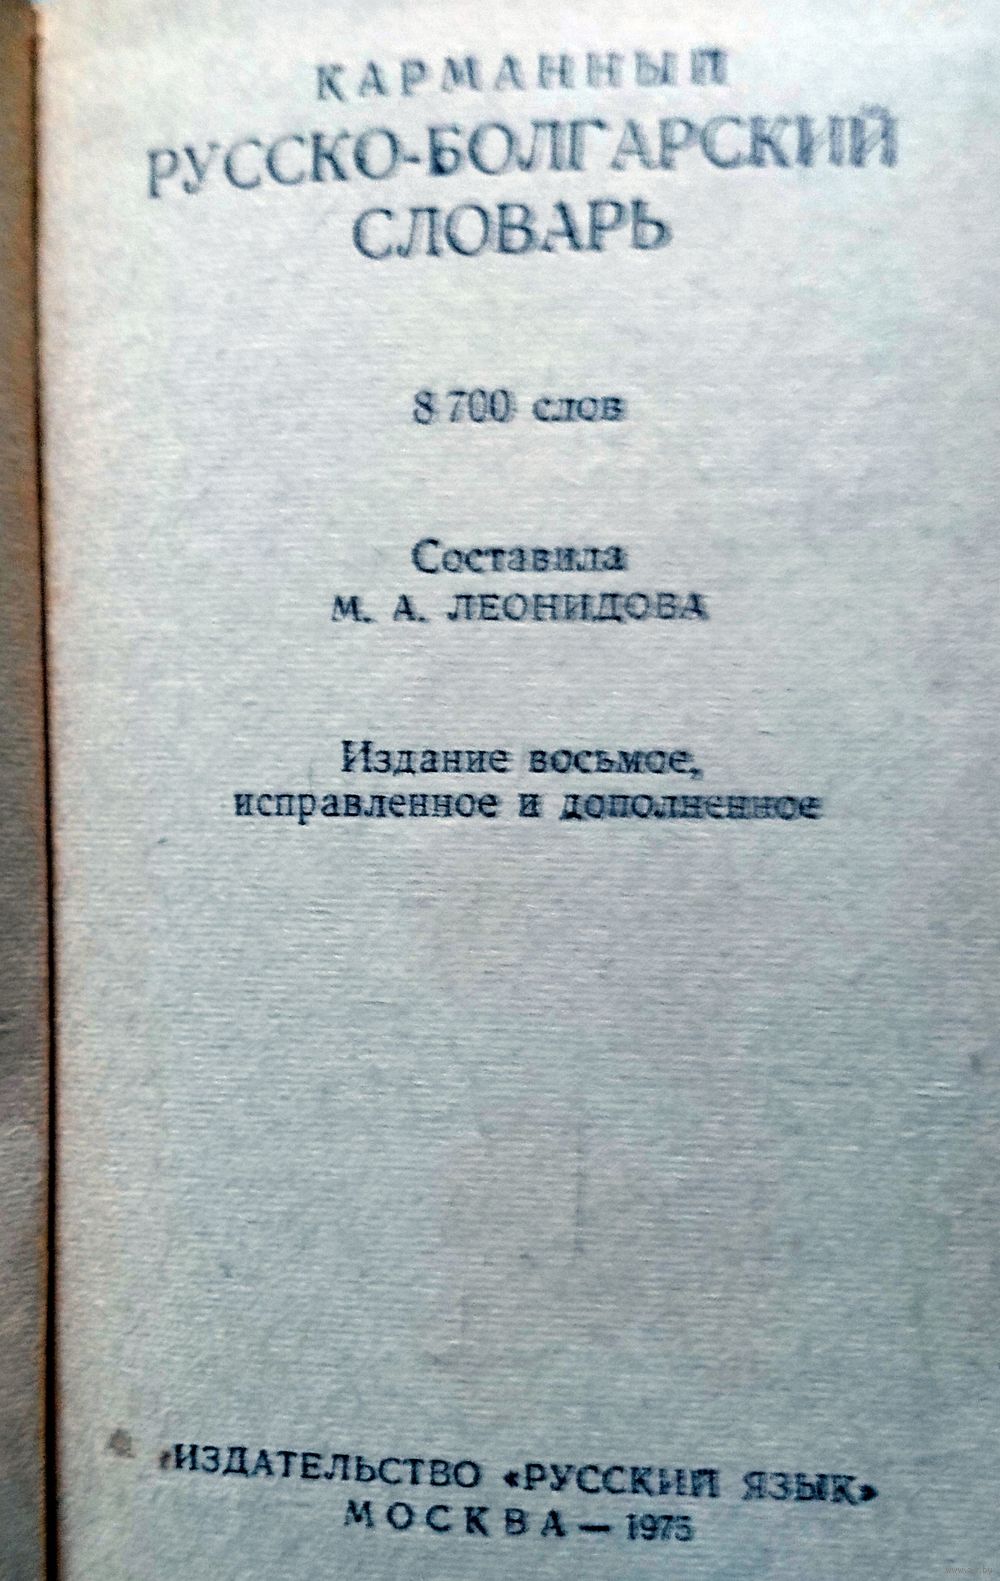 КАРМАННЫЙ
РУССКО-БОЛГАРСКИЙ
СЛОВАРЬ
8 700 слов
Составила
М. А. ЛЕОНИДОВА
Издание восьмое,
исправленное и дополненное
ИЗДАТЕЛЬСТВО «РУССКИЙ ЯЗЫК»
МОСКВА — 1975